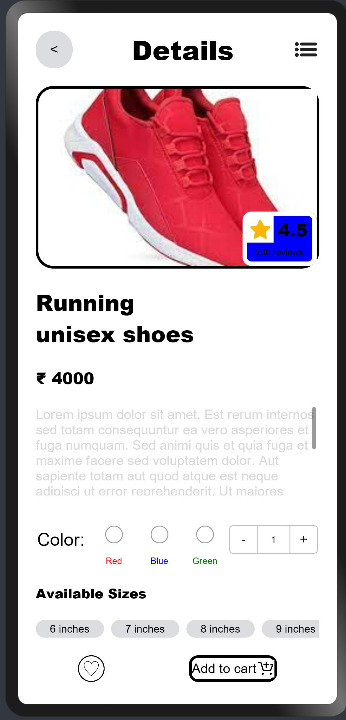 <
Details
4.5
reviews
Running
unisex shoes
₹ 4000
Lorem ipsum dolor sit amet. Est rerum internos
sed totam consequuntur ea vero asperiores et
fuga numquam. Sed animi quis et quia fuga et
maxime facere sed voluptatem dolor. Aut
sapiente totam aut quod atque est neque
adipisci ut error reprehenderit. Ut maiores
Color:
Red
Blue
Green
- 1 +
Available Sizes
6 inches 7 inches 8 inches 9 inches
Add to cart